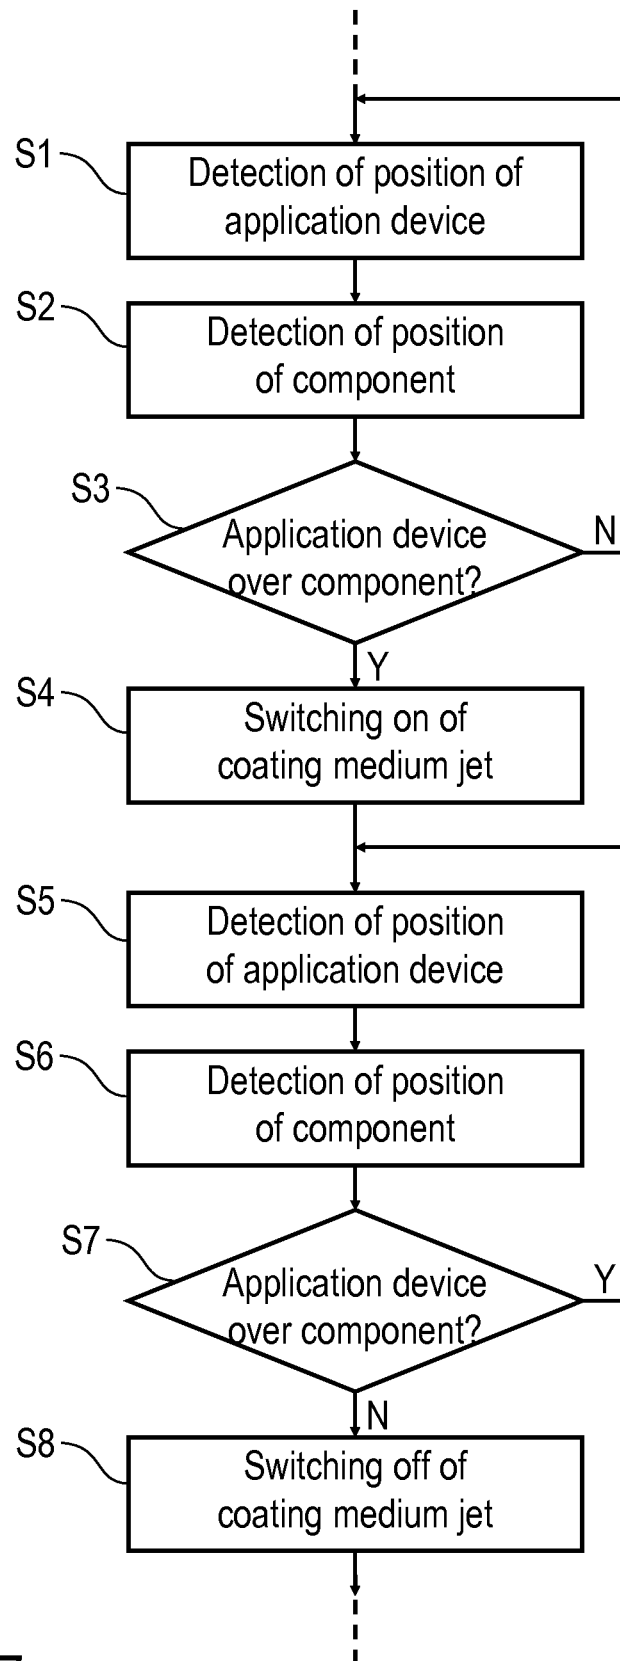 S1
Detection of position of
application device
S2
Detection of position
of component
S3
Application device
over component?
N
Y
S4
Switching on of
coating medium jet
S5
Detection of position
of application device
S6
Detection of position
of component
S7
Application device
over component?
Y
N
S8
Switching off of
coating medium jet